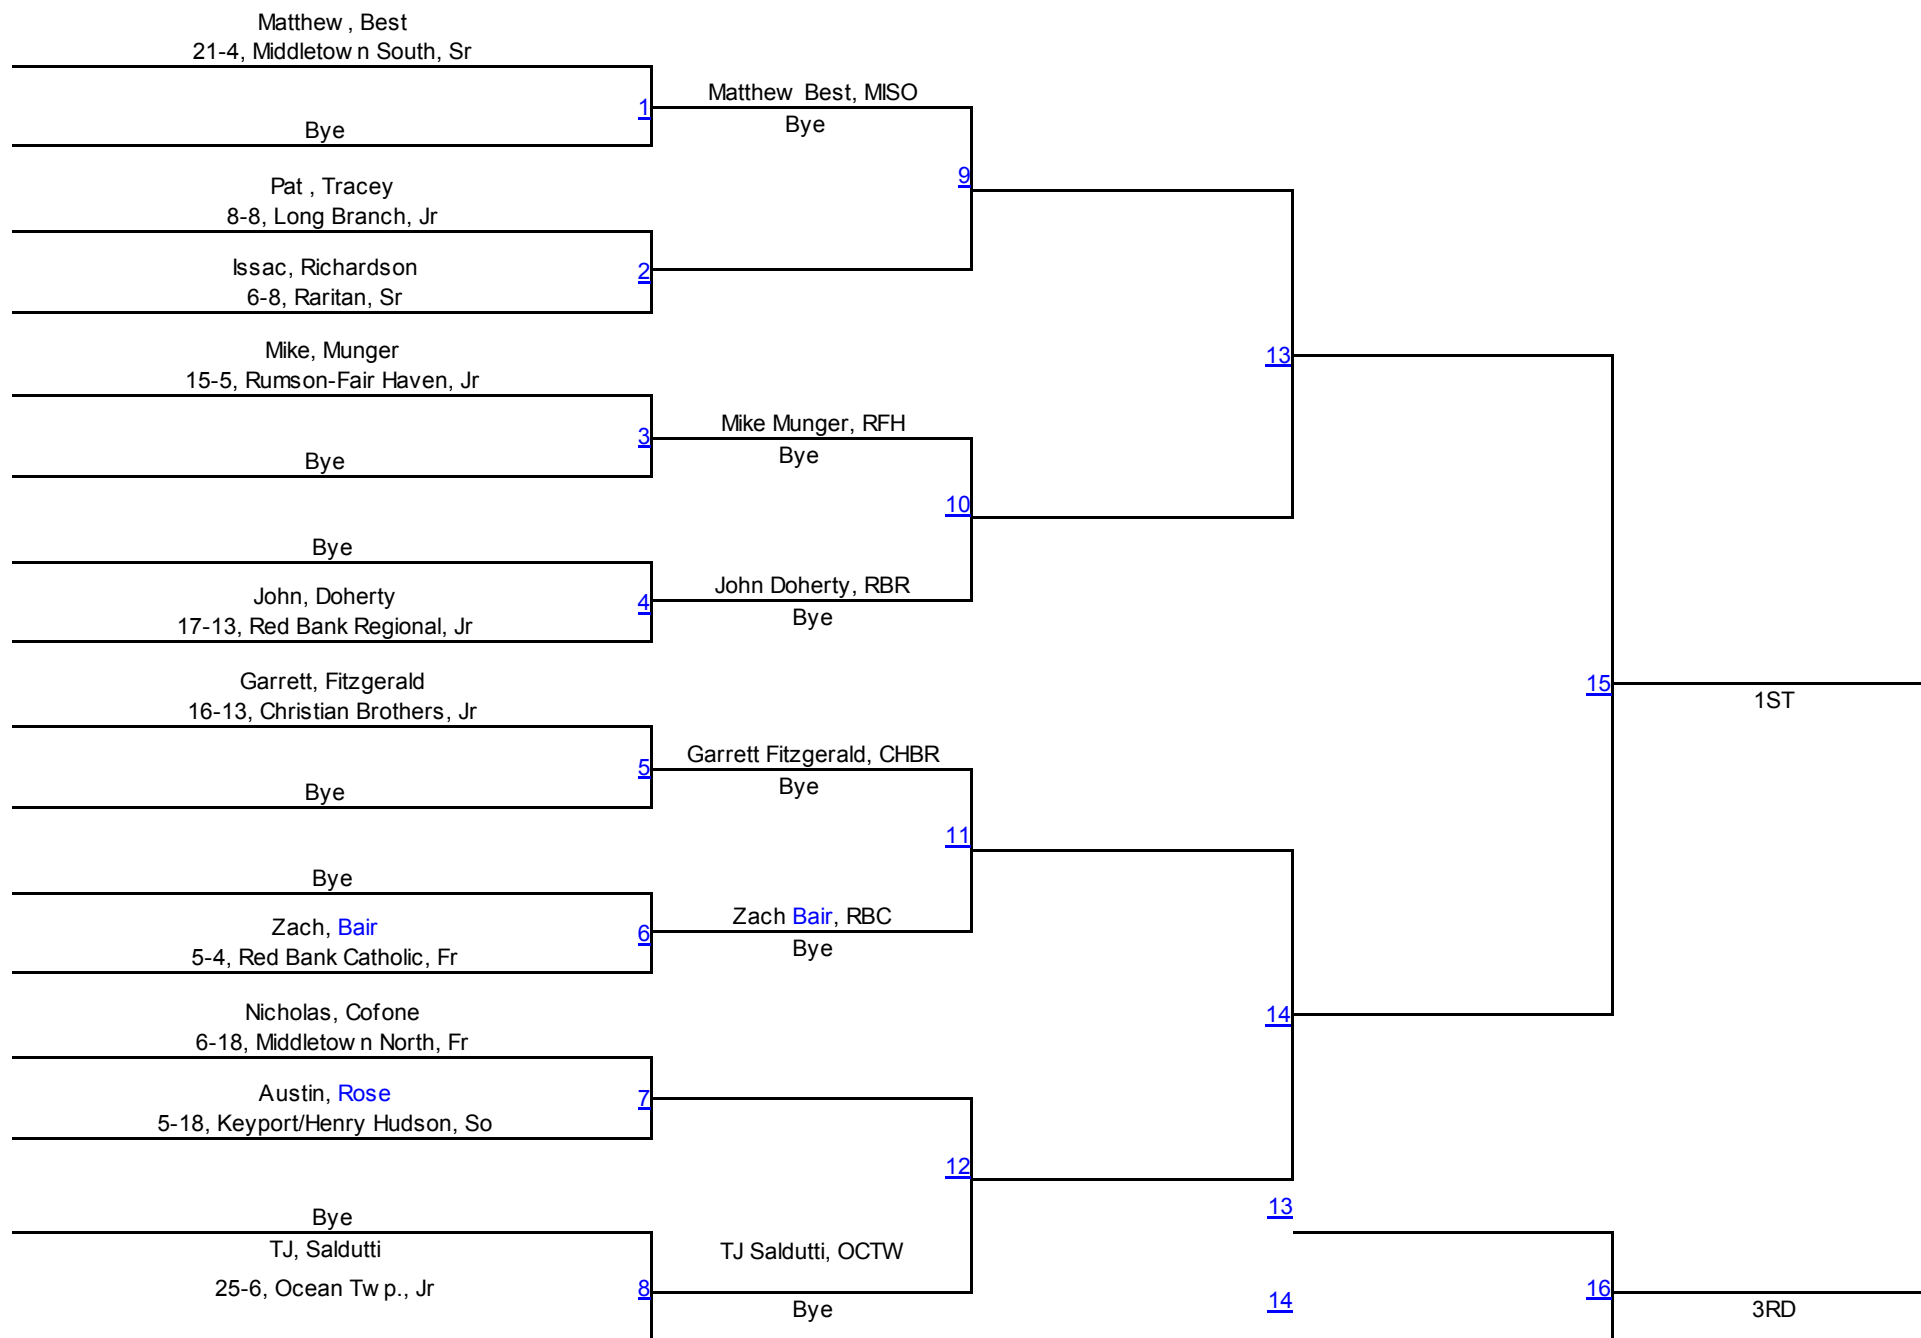 Matthew , Best
21-4, Middletow n South, Sr
1
Matthew Best, MISO
Bye
Bye
Pat , Tracey
8-8, Long Branch, Jr
9
Issac, Richardson
6-8, Raritan, Sr
2
Mike, Munger
15-5, Rumson-Fair Haven, Jr
13
3
Mike Munger, RFH
Bye
Bye
10
Bye
John, Doherty
17-13, Red Bank Regional, Jr
4
John Doherty, RBR
Bye
Garrett, Fitzgerald
16-13, Christian Brothers, Jr
15
1ST
5
Garrett Fitzgerald, CHBR
Bye
Bye
11
Bye
Zach, Bair
5-4, Red Bank Catholic, Fr
6
Zach Bair, RBC
Bye
Nicholas, Cofone
6-18, Middletow n North, Fr
14
Austin, Rose
5-18, Keyport/Henry Hudson, So
7
12
13
Bye
TJ, Saldutti
25-6, Ocean Tw p., Jr
8
TJ Saldutti, OCTW
Bye
14
16
3RD